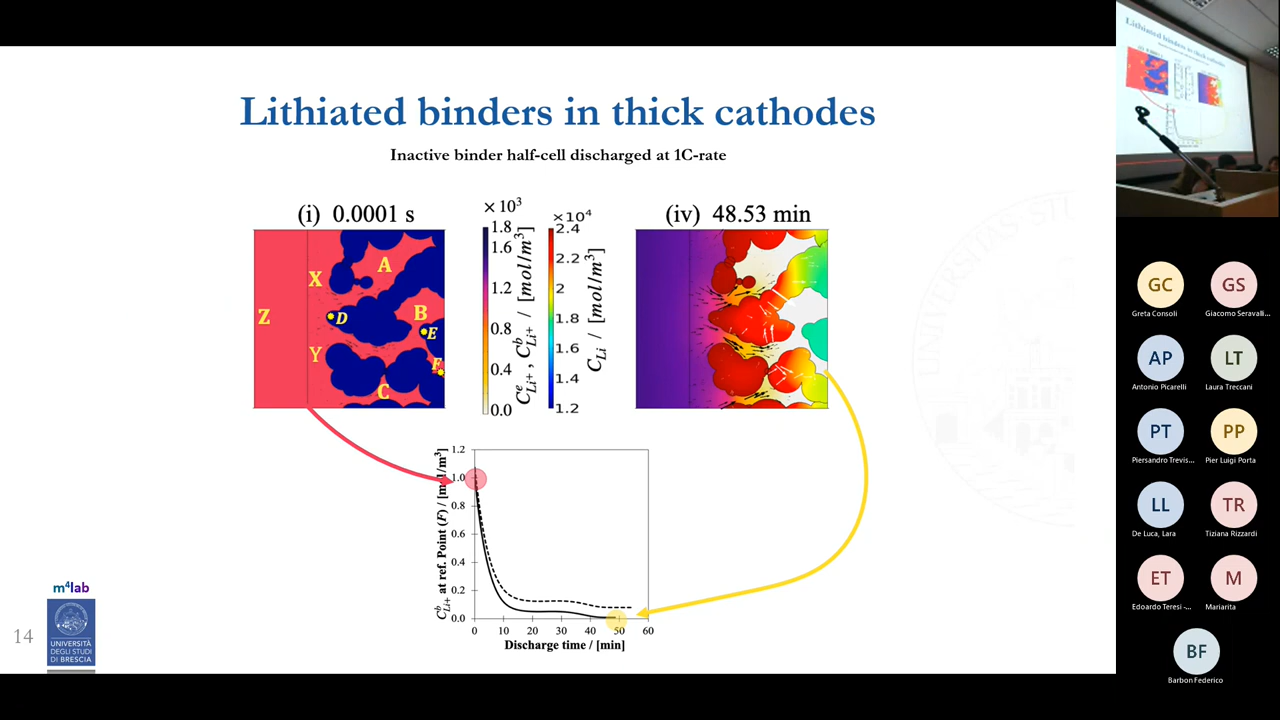 Lithiated binders in thick cathodes
Inactive binder half-cell discharged at 1C-rate
(i) 0.0001 s
× 10³
1.8
1.6
1.2
0.8
0.4
0.0
C^e_Li+ , C^b_Li+ / [mol/m³]
×10⁴
2.4
2.2
2
1.8
1.6
1.4
1.2
C_Li / [mol/m³]
(iv) 48.53 min
A
X
Z
B
D
E
Y
F
C
C^b_Li+ at ref. Point (F) / [mol/m³]
1.2
1.0
0.8
0.6
0.4
0.2
0.0
0 10 20 30 40 50 60
Discharge time / [min]
m⁴lab
UNIVERSITÀ
DEGLI STUDI
DI BRESCIA
14
Lithiated binders in thick cathodes
GC
Greta Consoli
GS
Giacomo Seravalli...
AP
Antonio Picarelli
LT
Laura Treccani
PT
Piersandro Trevis...
PP
Pier Luigi Porta
LL
De Luca, Lara
TR
Tiziana Rizzardi
ET
Edoardo Teresi -...
M
Mariarita
BF
Barbon Federico